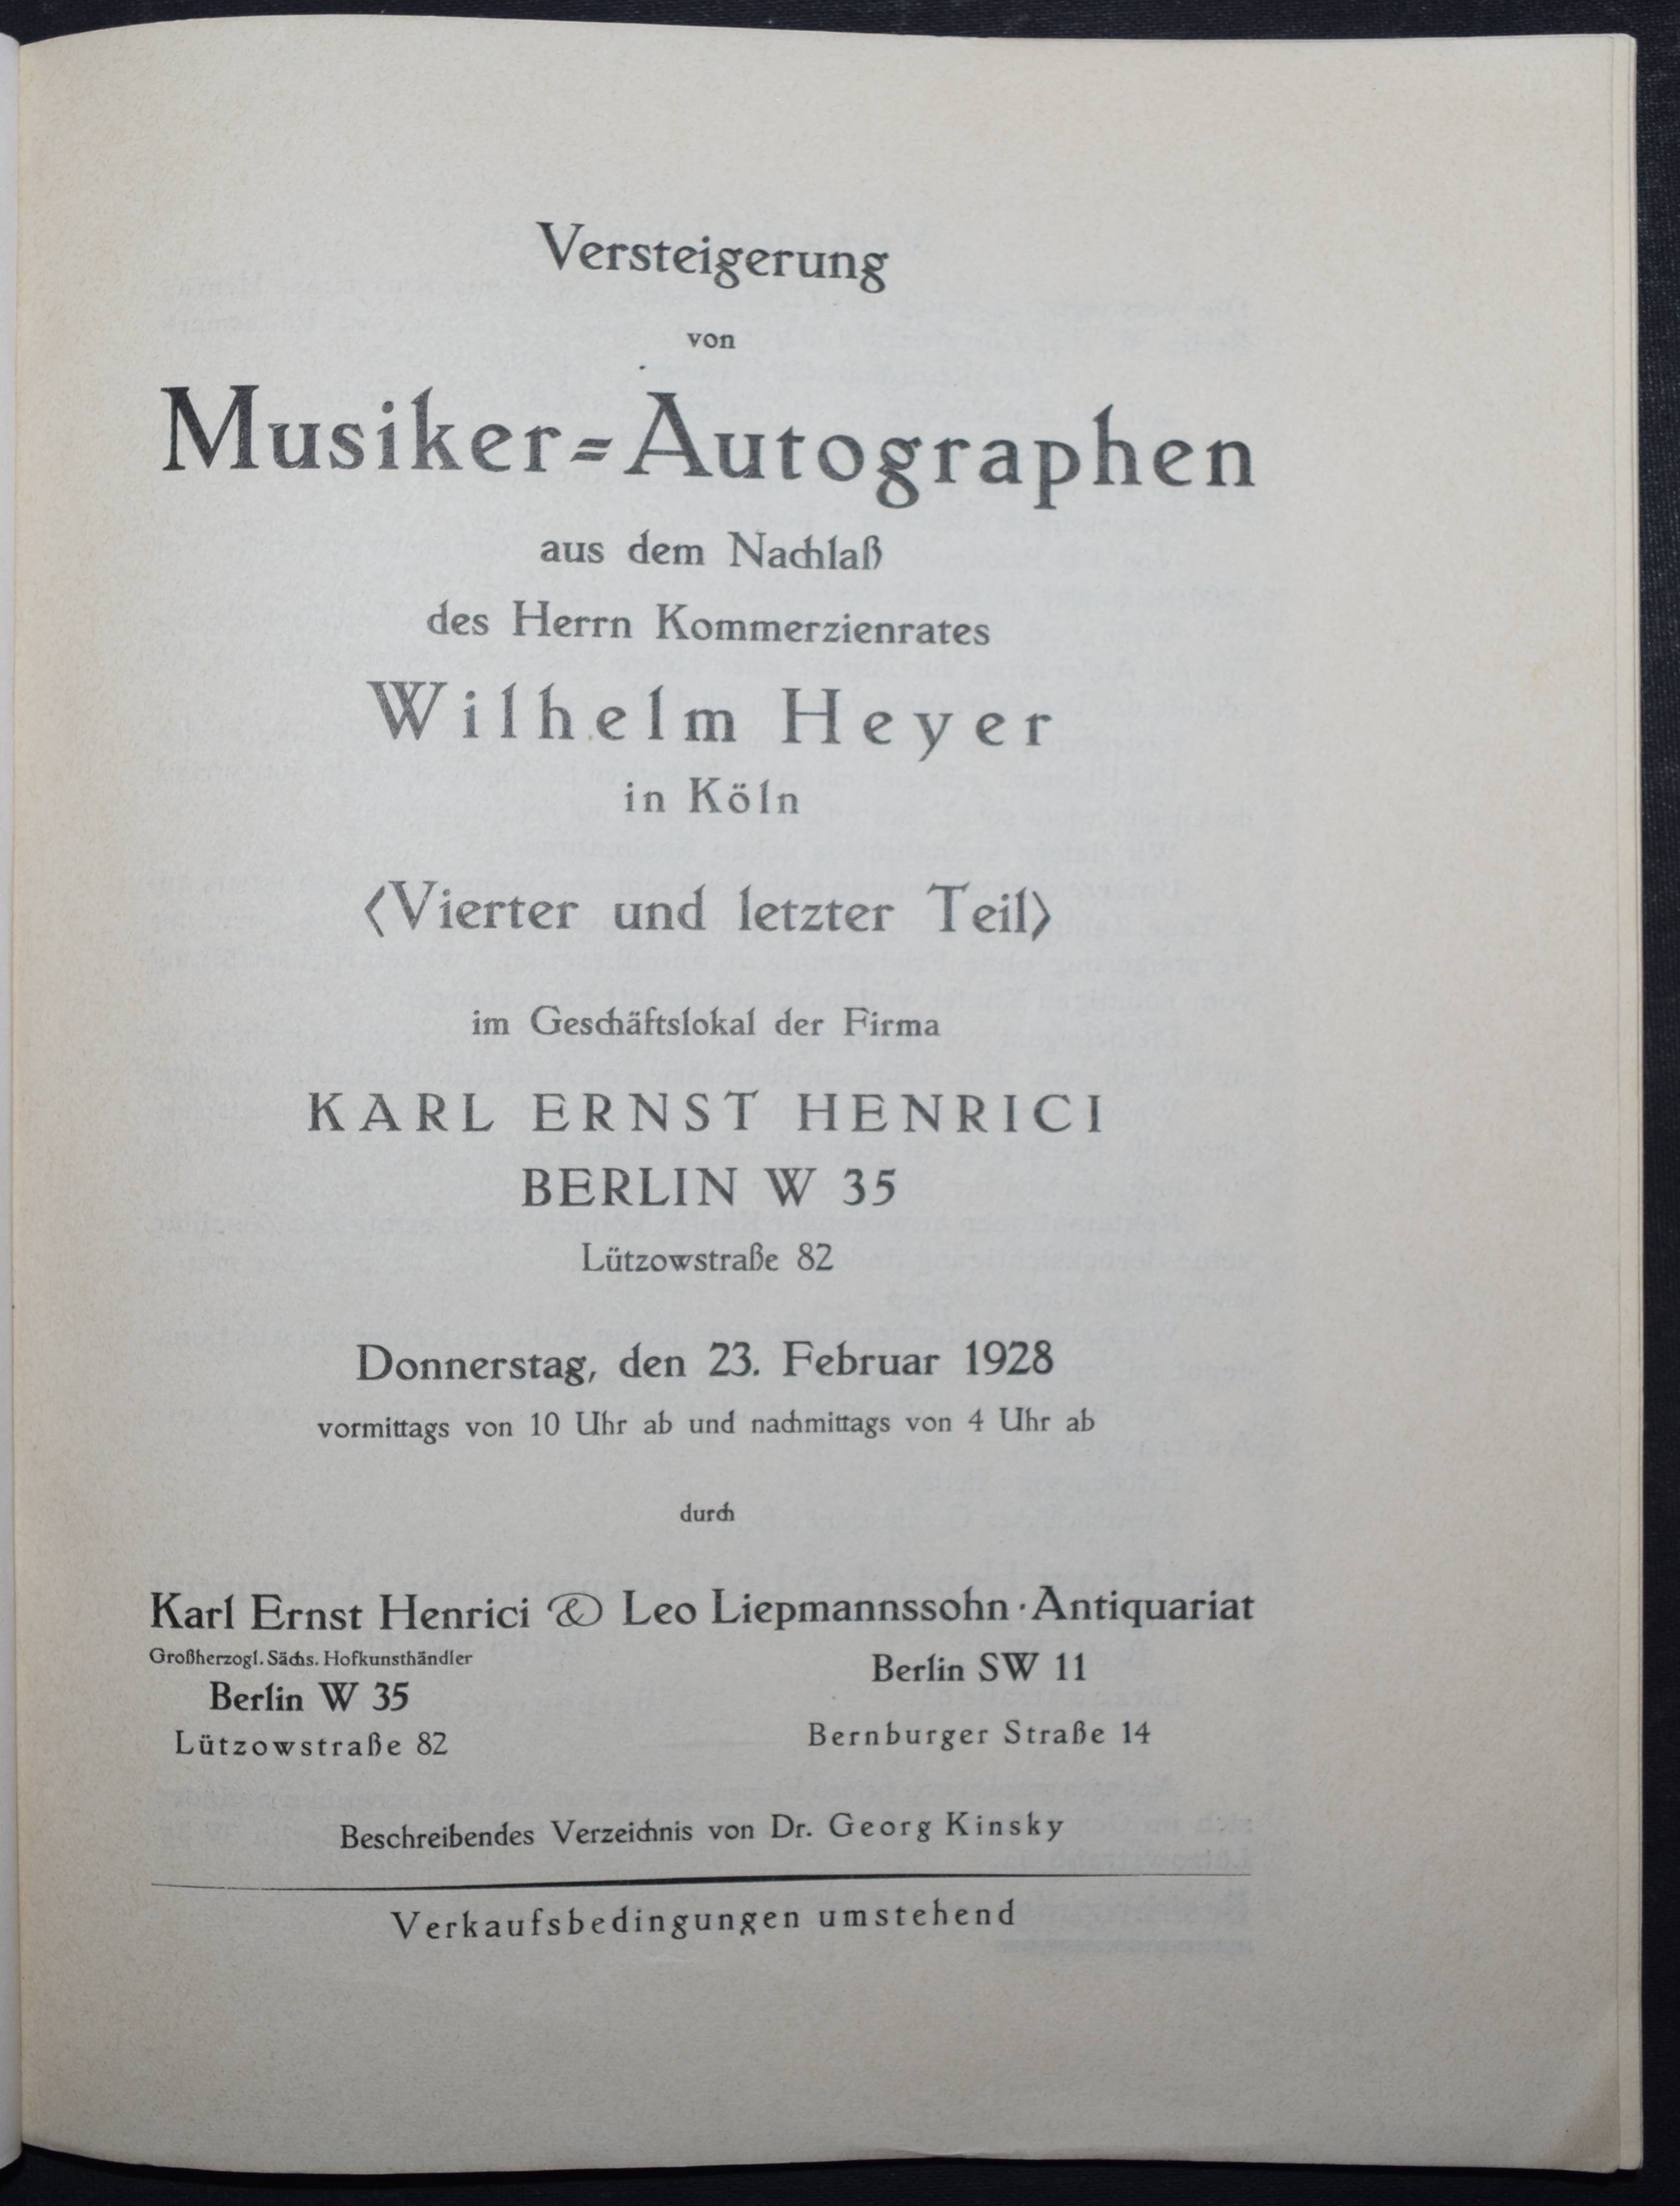 Versteigerung
von
Musiker=Autographen
aus dem Nachlaß
des Herrn Kommerzienrates
Wilhelm Heyer
in Köln
〈Vierter und letzter Teil〉
im Geschäftslokal der Firma
KARL ERNST HENRICI
BERLIN W 35
Lützowstraße 82
Donnerstag, den 23. Februar 1928
vormittags von 10 Uhr ab und nachmittags von 4 Uhr ab
durch
Karl Ernst Henrici & Leo Liepmannssohn · Antiquariat
Großherzogl. Sächs. Hofkunsthändler
Berlin W 35
Lützowstraße 82
Berlin SW 11
Bernburger Straße 14
Beschreibendes Verzeichnis von Dr. Georg Kinsky
Verkaufsbedingungen umstehend